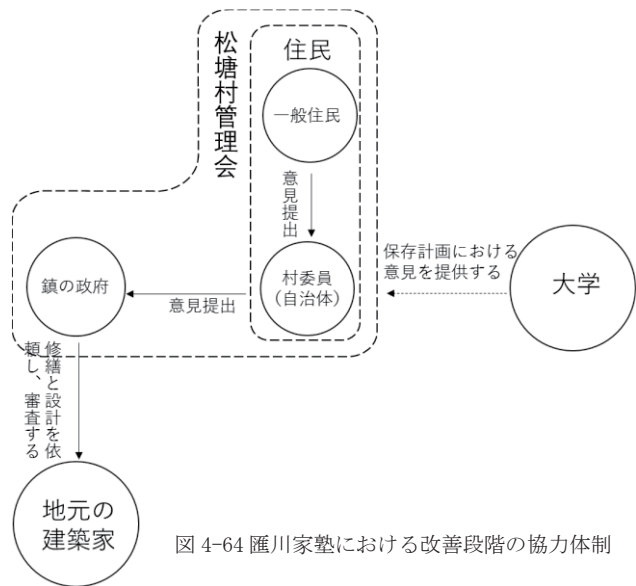 松塘村管理会
住民
一般住民
意見提出
村委員
(自治体)
意見提出
鎮の政府
保存計画における
意見を提供する
大学
修繕と設計を依
頼し、審査する
地元の
建築家
図 4-64 匯川家塾における改善段階の協力体制